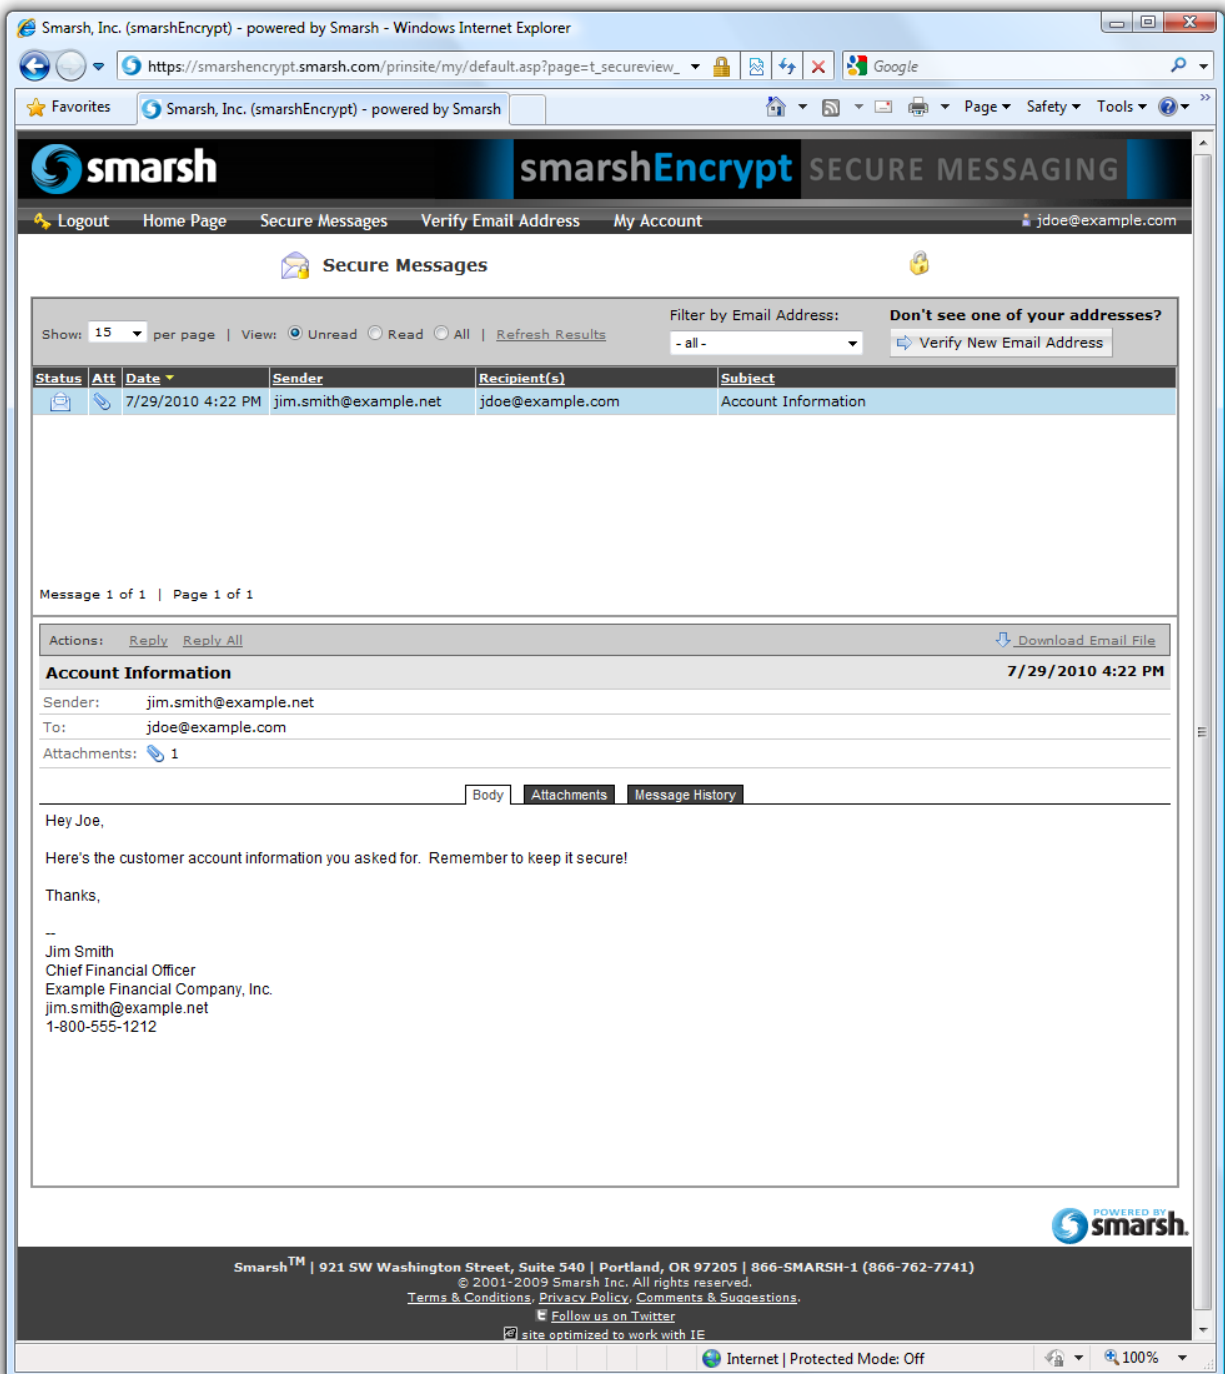 Smarsh, Inc. (smarshEncrypt) - powered by Smarsh - Windows Internet Explorer
https://smarshencrypt.smarsh.com/prinsite/my/default.asp?page=t_secureview_ Google
Favorites Smarsh, Inc. (smarshEncrypt) - powered by Smarsh Page Safety Tools »
smarsh smarshEncrypt SECURE MESSAGING
Logout Home Page Secure Messages Verify Email Address My Account jdoe@example.com
Secure Messages
Filter by Email Address: Don't see one of your addresses?
Show: 15 per page | View: Unread Read All | Refresh Results - all - Verify New Email Address
Status Att Date Sender Recipient(s) Subject
7/29/2010 4:22 PM jim.smith@example.net jdoe@example.com Account Information
Message 1 of 1 | Page 1 of 1
Actions: Reply Reply All Download Email File
Account Information 7/29/2010 4:22 PM
Sender: jim.smith@example.net
To: jdoe@example.com
Attachments: 1
Body Attachments Message History
Hey Joe,
Here's the customer account information you asked for. Remember to keep it secure!
Thanks,
--
Jim Smith
Chief Financial Officer
Example Financial Company, Inc.
jim.smith@example.net
1-800-555-1212
POWERED BY
smarsh.
Smarsh™ | 921 SW Washington Street, Suite 540 | Portland, OR 97205 | 866-SMARSH-1 (866-762-7741)
© 2001-2009 Smarsh Inc. All rights reserved.
Terms & Conditions, Privacy Policy, Comments & Suggestions.
Follow us on Twitter
site optimized to work with IE
Internet | Protected Mode: Off 100%